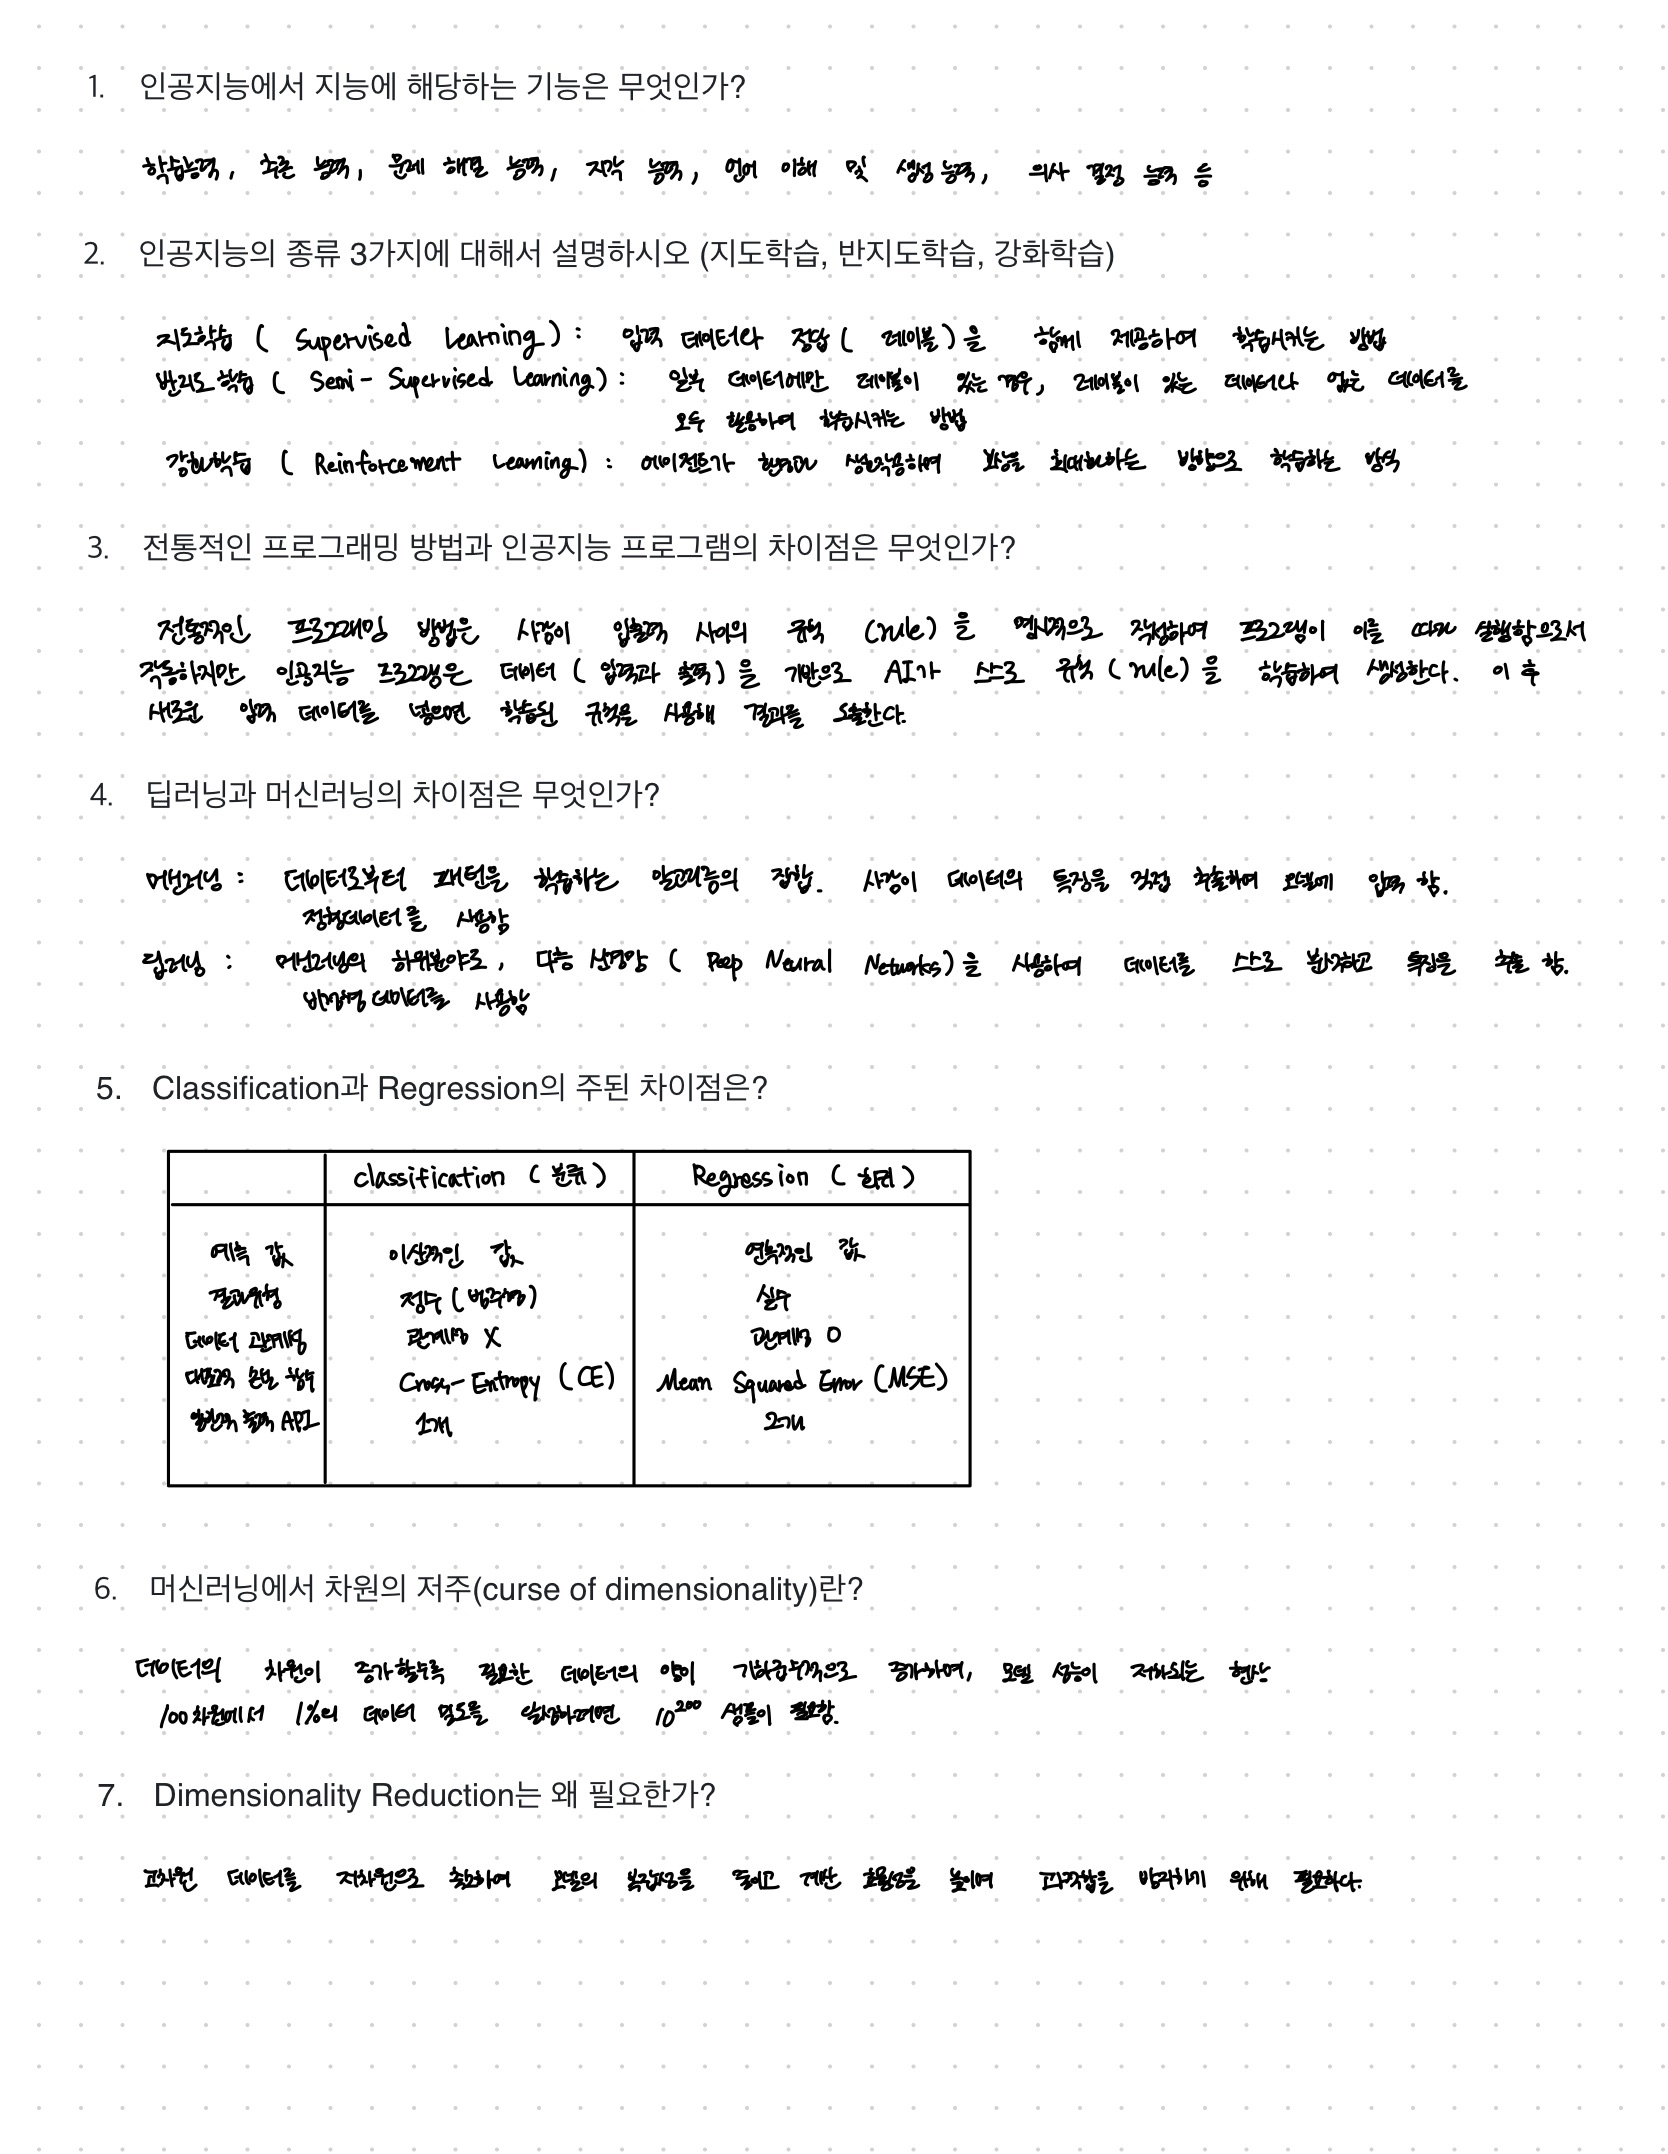 1. 인공지능에서 지능에 해당하는 기능은 무엇인가?
학습능력, 추론 능력, 문제 해결 능력, 지각 능력, 언어 이해 및 생성 능력, 의사 결정 능력 등
2. 인공지능의 종류 3가지에 대해서 설명하시오 (지도학습, 반지도학습, 강화학습)
지도학습 ( Supervised Learning ) : 입력 데이터와 정답 ( 레이블 ) 을 함께 제공하여 학습시키는 방법
반지도 학습 ( Semi - Supervised Learning ) : 일부 데이터에만 레이블이 있는 경우, 레이블이 있는 데이터와 없는 데이터를
모두 활용하여 학습시키는 방법
강화학습 ( Reinforcement Learning ) : 에이전트가 환경과 상호작용하며 보상을 최대화하는 방향으로 학습하는 방식
3. 전통적인 프로그래밍 방법과 인공지능 프로그램의 차이점은 무엇인가?
전통적인 프로그래밍 방법은 사람이 입출력 사이의 규칙 (rule) 을 명시적으로 작성하여 프로그램이 이를 따라 실행함으로서
작동하지만 인공지능 프로그램은 데이터 ( 입력과 출력 ) 을 기반으로 AI가 스스로 규칙 ( rule ) 을 학습하여 생성한다. 이 후
새로운 입력 데이터를 넣으면 학습된 규칙을 사용해 결과를 도출한다.
4. 딥러닝과 머신러닝의 차이점은 무엇인가?
머신러닝 : 데이터로부터 패턴을 학습하는 알고리즘의 집합. 사람이 데이터의 특징을 직접 추출하여 모델에 입력 함.
정형데이터를 사용함
딥러닝 : 머신러닝의 하위분야로, 다층 신경망 ( Deep Neural Networks ) 을 사용하여 데이터를 스스로 분석하고 특징을 추출 함.
비정형 데이터를 사용함
5. Classification과 Regression의 주된 차이점은?
classification ( 분류 ) Regression ( 회귀 )
예측 값 이산적인 값 연속적인 값
결과유형 정수 ( 범주형 ) 실수
데이터 관계성 관계성 X 관계성 O
대표적 손실 함수 Cross-Entropy (CE) Mean Squared Error (MSE)
일반적 출력 API 1개 2개
6. 머신러닝에서 차원의 저주(curse of dimensionality)란?
데이터의 차원이 증가할수록 필요한 데이터의 양이 기하급수적으로 증가하며, 모델 성능이 저하되는 현상
100차원에서 1%의 데이터 밀도를 달성하려면 10²⁰⁰ 샘플이 필요함.
7. Dimensionality Reduction는 왜 필요한가?
고차원 데이터를 저차원으로 축소하여 모델의 복잡성을 줄이고 계산 효율성을 높이며 과적합을 방지하기 위해 필요하다.